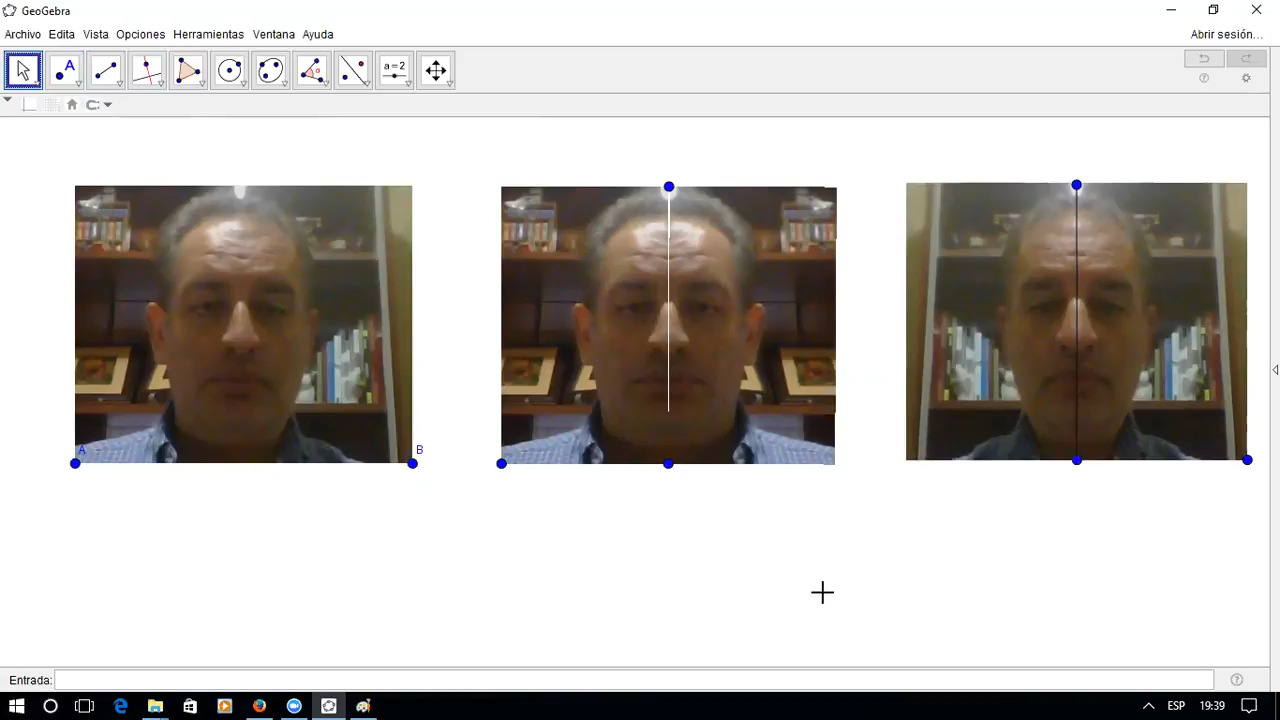 GeoGebra
Archivo Edita Vista Opciones Herramientas Ventana Ayuda
Abrir sesión...
A
a=2
A
B
Entrada:
ESP 19:39